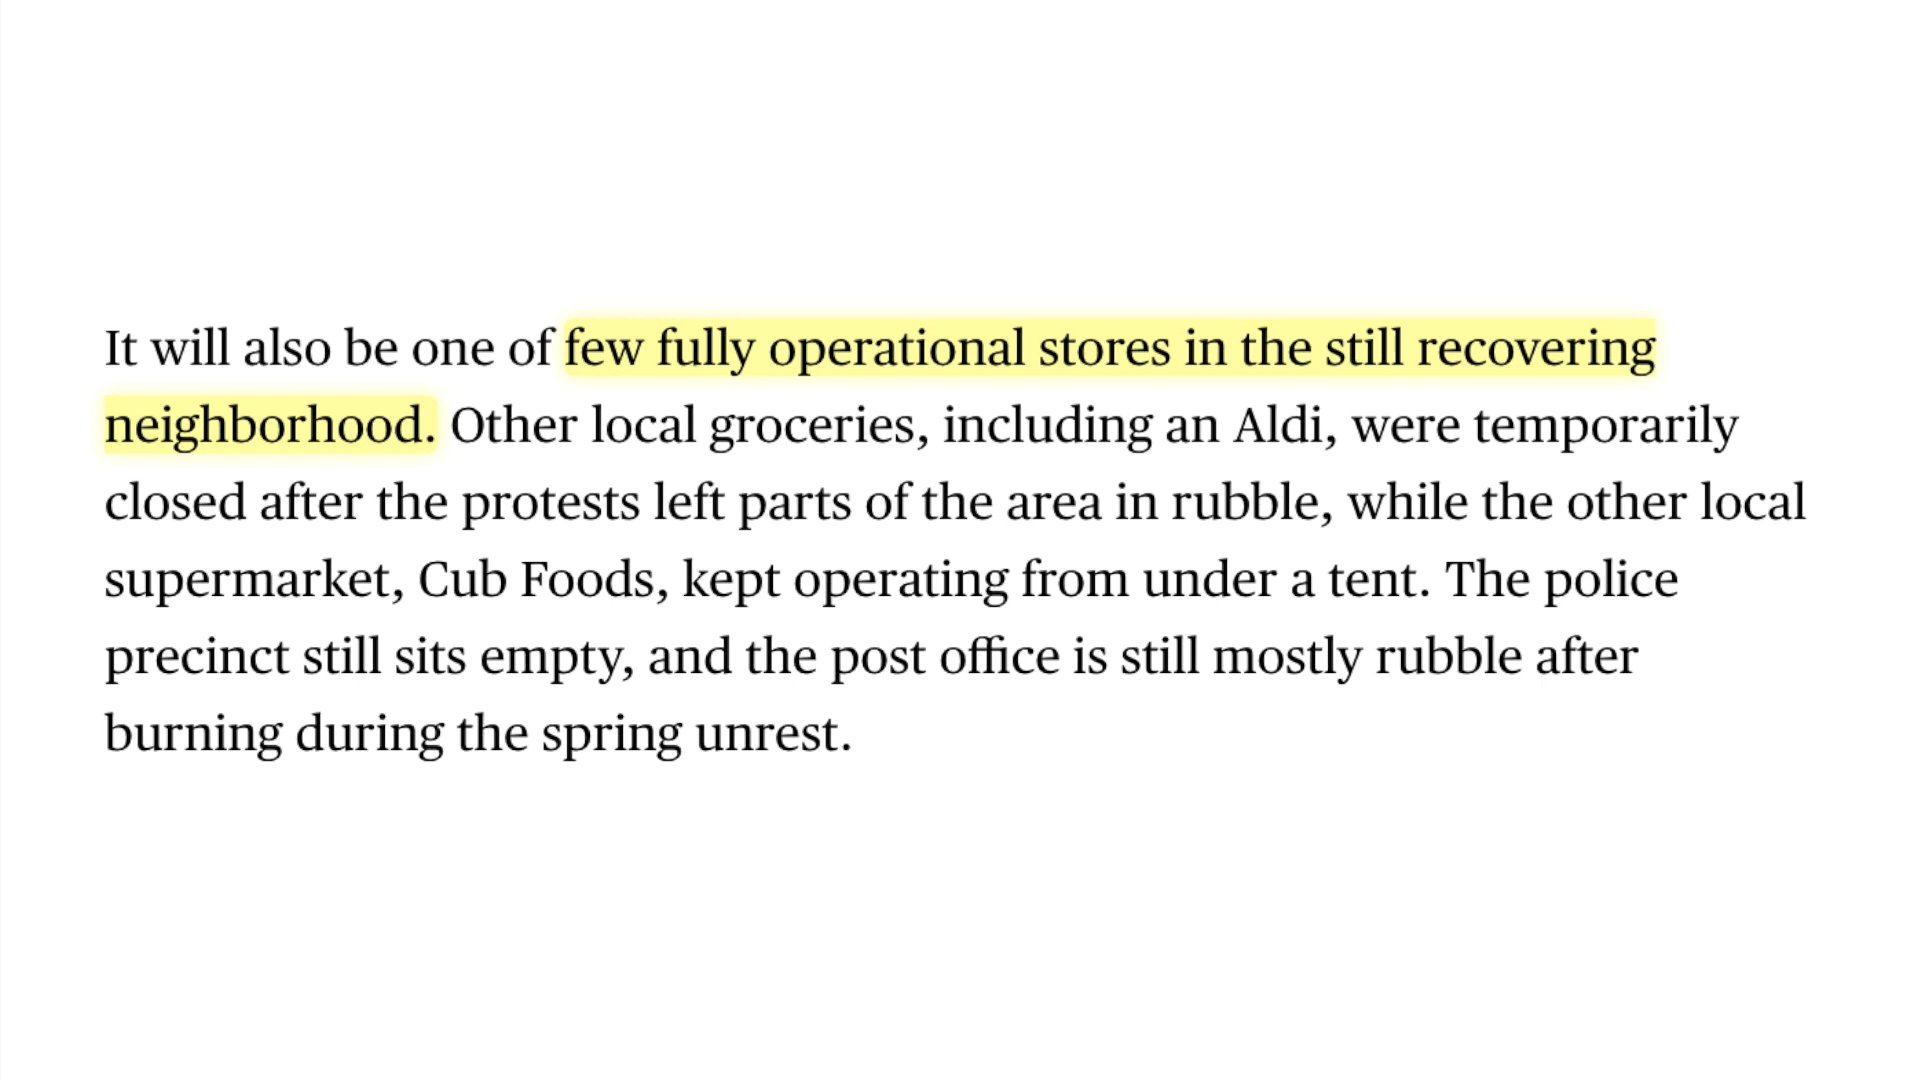 It will also be one of few fully operational stores in the still recovering
neighborhood. Other local groceries, including an Aldi, were temporarily
closed after the protests left parts of the area in rubble, while the other local
supermarket, Cub Foods, kept operating from under a tent. The police
precinct still sits empty, and the post office is still mostly rubble after
burning during the spring unrest.